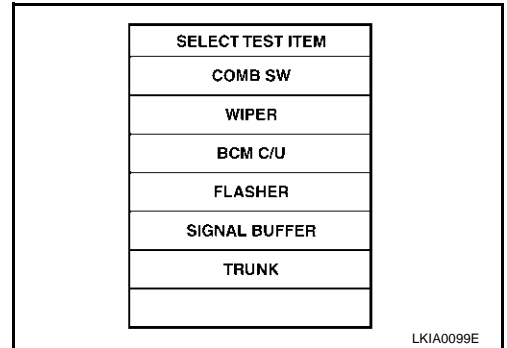 SELECT TEST ITEM
COMB SW
WIPER
BCM C/U
FLASHER
SIGNAL BUFFER
TRUNK
LKIA0099E